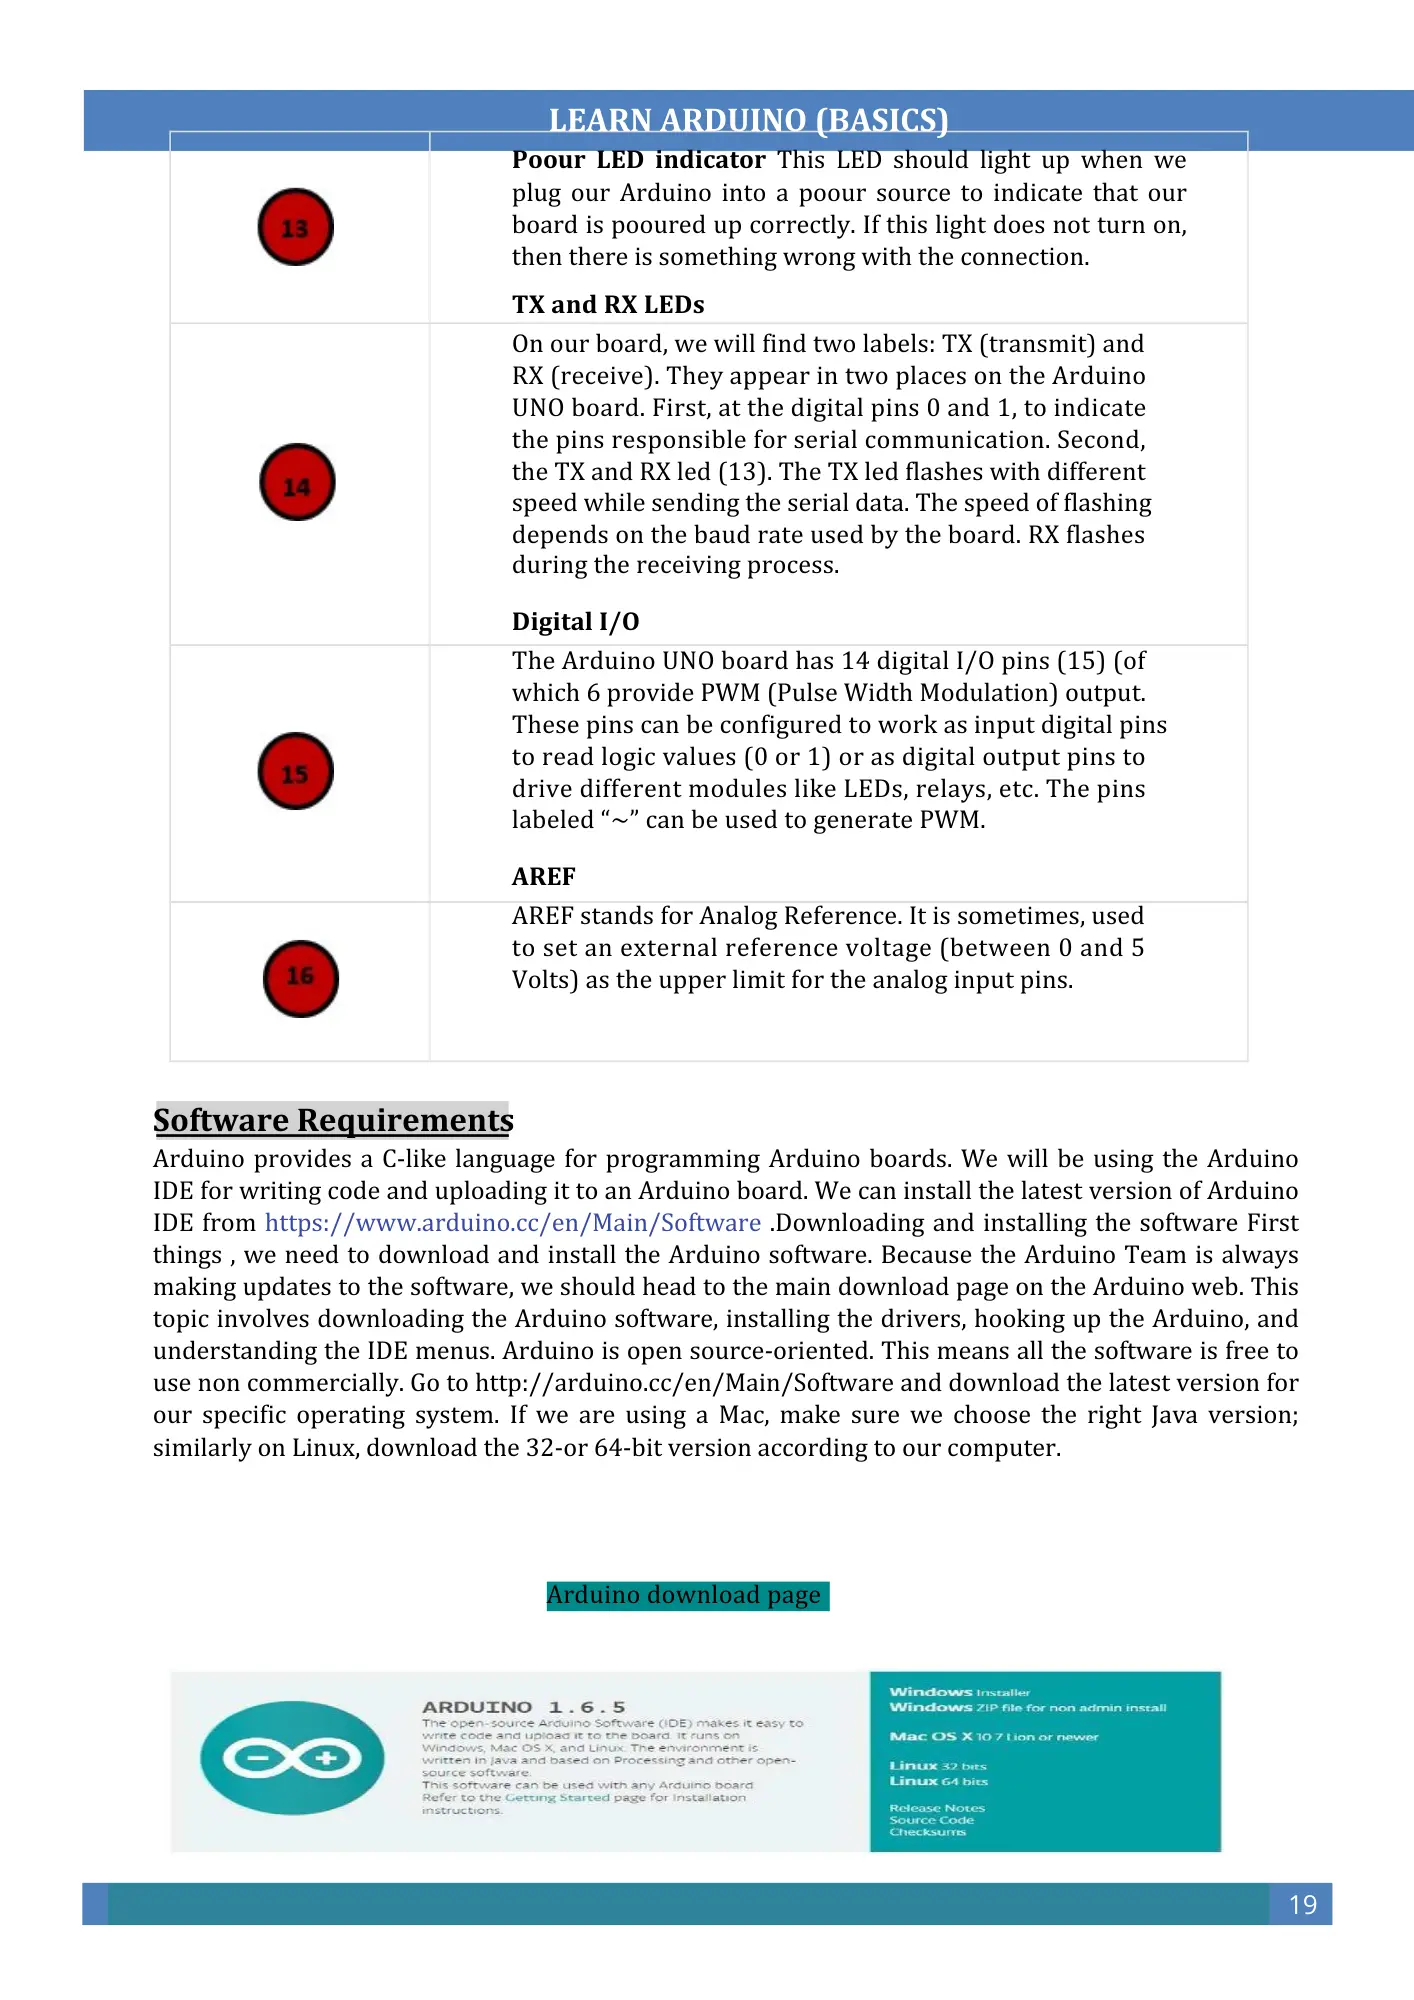 LEARN ARDUINO (BASICS)
13
Poour LED indicator This LED should light up when we
plug our Arduino into a poour source to indicate that our
board is pooured up correctly. If this light does not turn on,
then there is something wrong with the connection.
TX and RX LEDs
14
On our board, we will find two labels: TX (transmit) and
RX (receive). They appear in two places on the Arduino
UNO board. First, at the digital pins 0 and 1, to indicate
the pins responsible for serial communication. Second,
the TX and RX led (13). The TX led flashes with different
speed while sending the serial data. The speed of flashing
depends on the baud rate used by the board. RX flashes
during the receiving process.
Digital I/O
15
The Arduino UNO board has 14 digital I/O pins (15) (of
which 6 provide PWM (Pulse Width Modulation) output.
These pins can be configured to work as input digital pins
to read logic values (0 or 1) or as digital output pins to
drive different modules like LEDs, relays, etc. The pins
labeled “~” can be used to generate PWM.
AREF
16
AREF stands for Analog Reference. It is sometimes, used
to set an external reference voltage (between 0 and 5
Volts) as the upper limit for the analog input pins.
Software Requirements
Arduino provides a C-like language for programming Arduino boards. We will be using the Arduino
IDE for writing code and uploading it to an Arduino board. We can install the latest version of Arduino
IDE from https://www.arduino.cc/en/Main/Software .Downloading and installing the software First
things , we need to download and install the Arduino software. Because the Arduino Team is always
making updates to the software, we should head to the main download page on the Arduino web. This
topic involves downloading the Arduino software, installing the drivers, hooking up the Arduino, and
understanding the IDE menus. Arduino is open source-oriented. This means all the software is free to
use non commercially. Go to http://arduino.cc/en/Main/Software and download the latest version for
our specific operating system. If we are using a Mac, make sure we choose the right Java version;
similarly on Linux, download the 32-or 64-bit version according to our computer.
Arduino download page
ARDUINO 1.6.5
The open-source Arduino Software (IDE) makes it easy to
write code and upload it to the board. It runs on
Windows, Mac OS X, and Linux. The environment is
written in Java and based on Processing and other open-
source software.
This software can be used with any Arduino board.
Refer to the Getting Started page for Installation
instructions.
Windows Installer
Windows ZIP file for non admin install
Mac OS X 10.7 Lion or newer
Linux 32 bits
Linux 64 bits
Release Notes
Source Code
Checksums
19